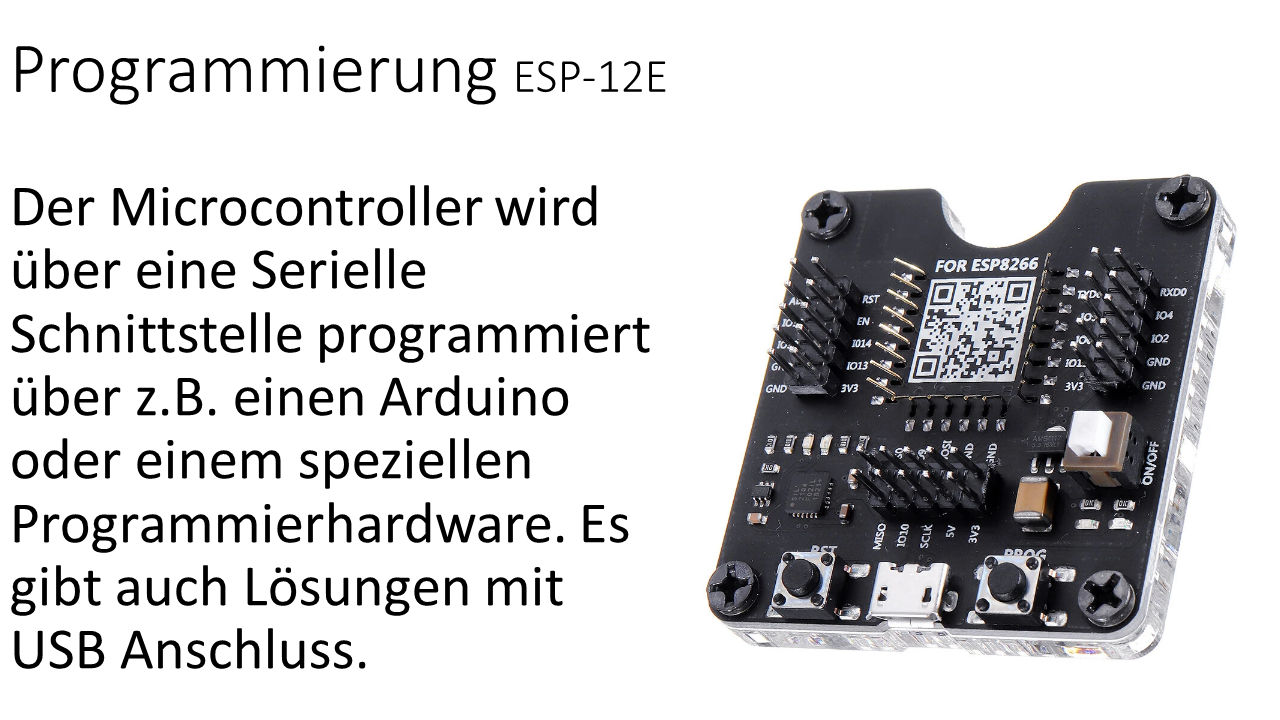 Programmierung ESP-12E
Der Microcontroller wird
über eine Serielle
Schnittstelle programmiert
über z.B. einen Arduino
oder einem speziellen
Programmierhardware. Es
gibt auch Lösungen mit
USB Anschluss.
FOR ESP8266
RST
EN
IO14
IO13
3V3
GND
RXD0
IO4
IO2
GND
3V3
GND
ON/OFF
MISO
IO10
SCLK
5V
3V3
RST
PROG